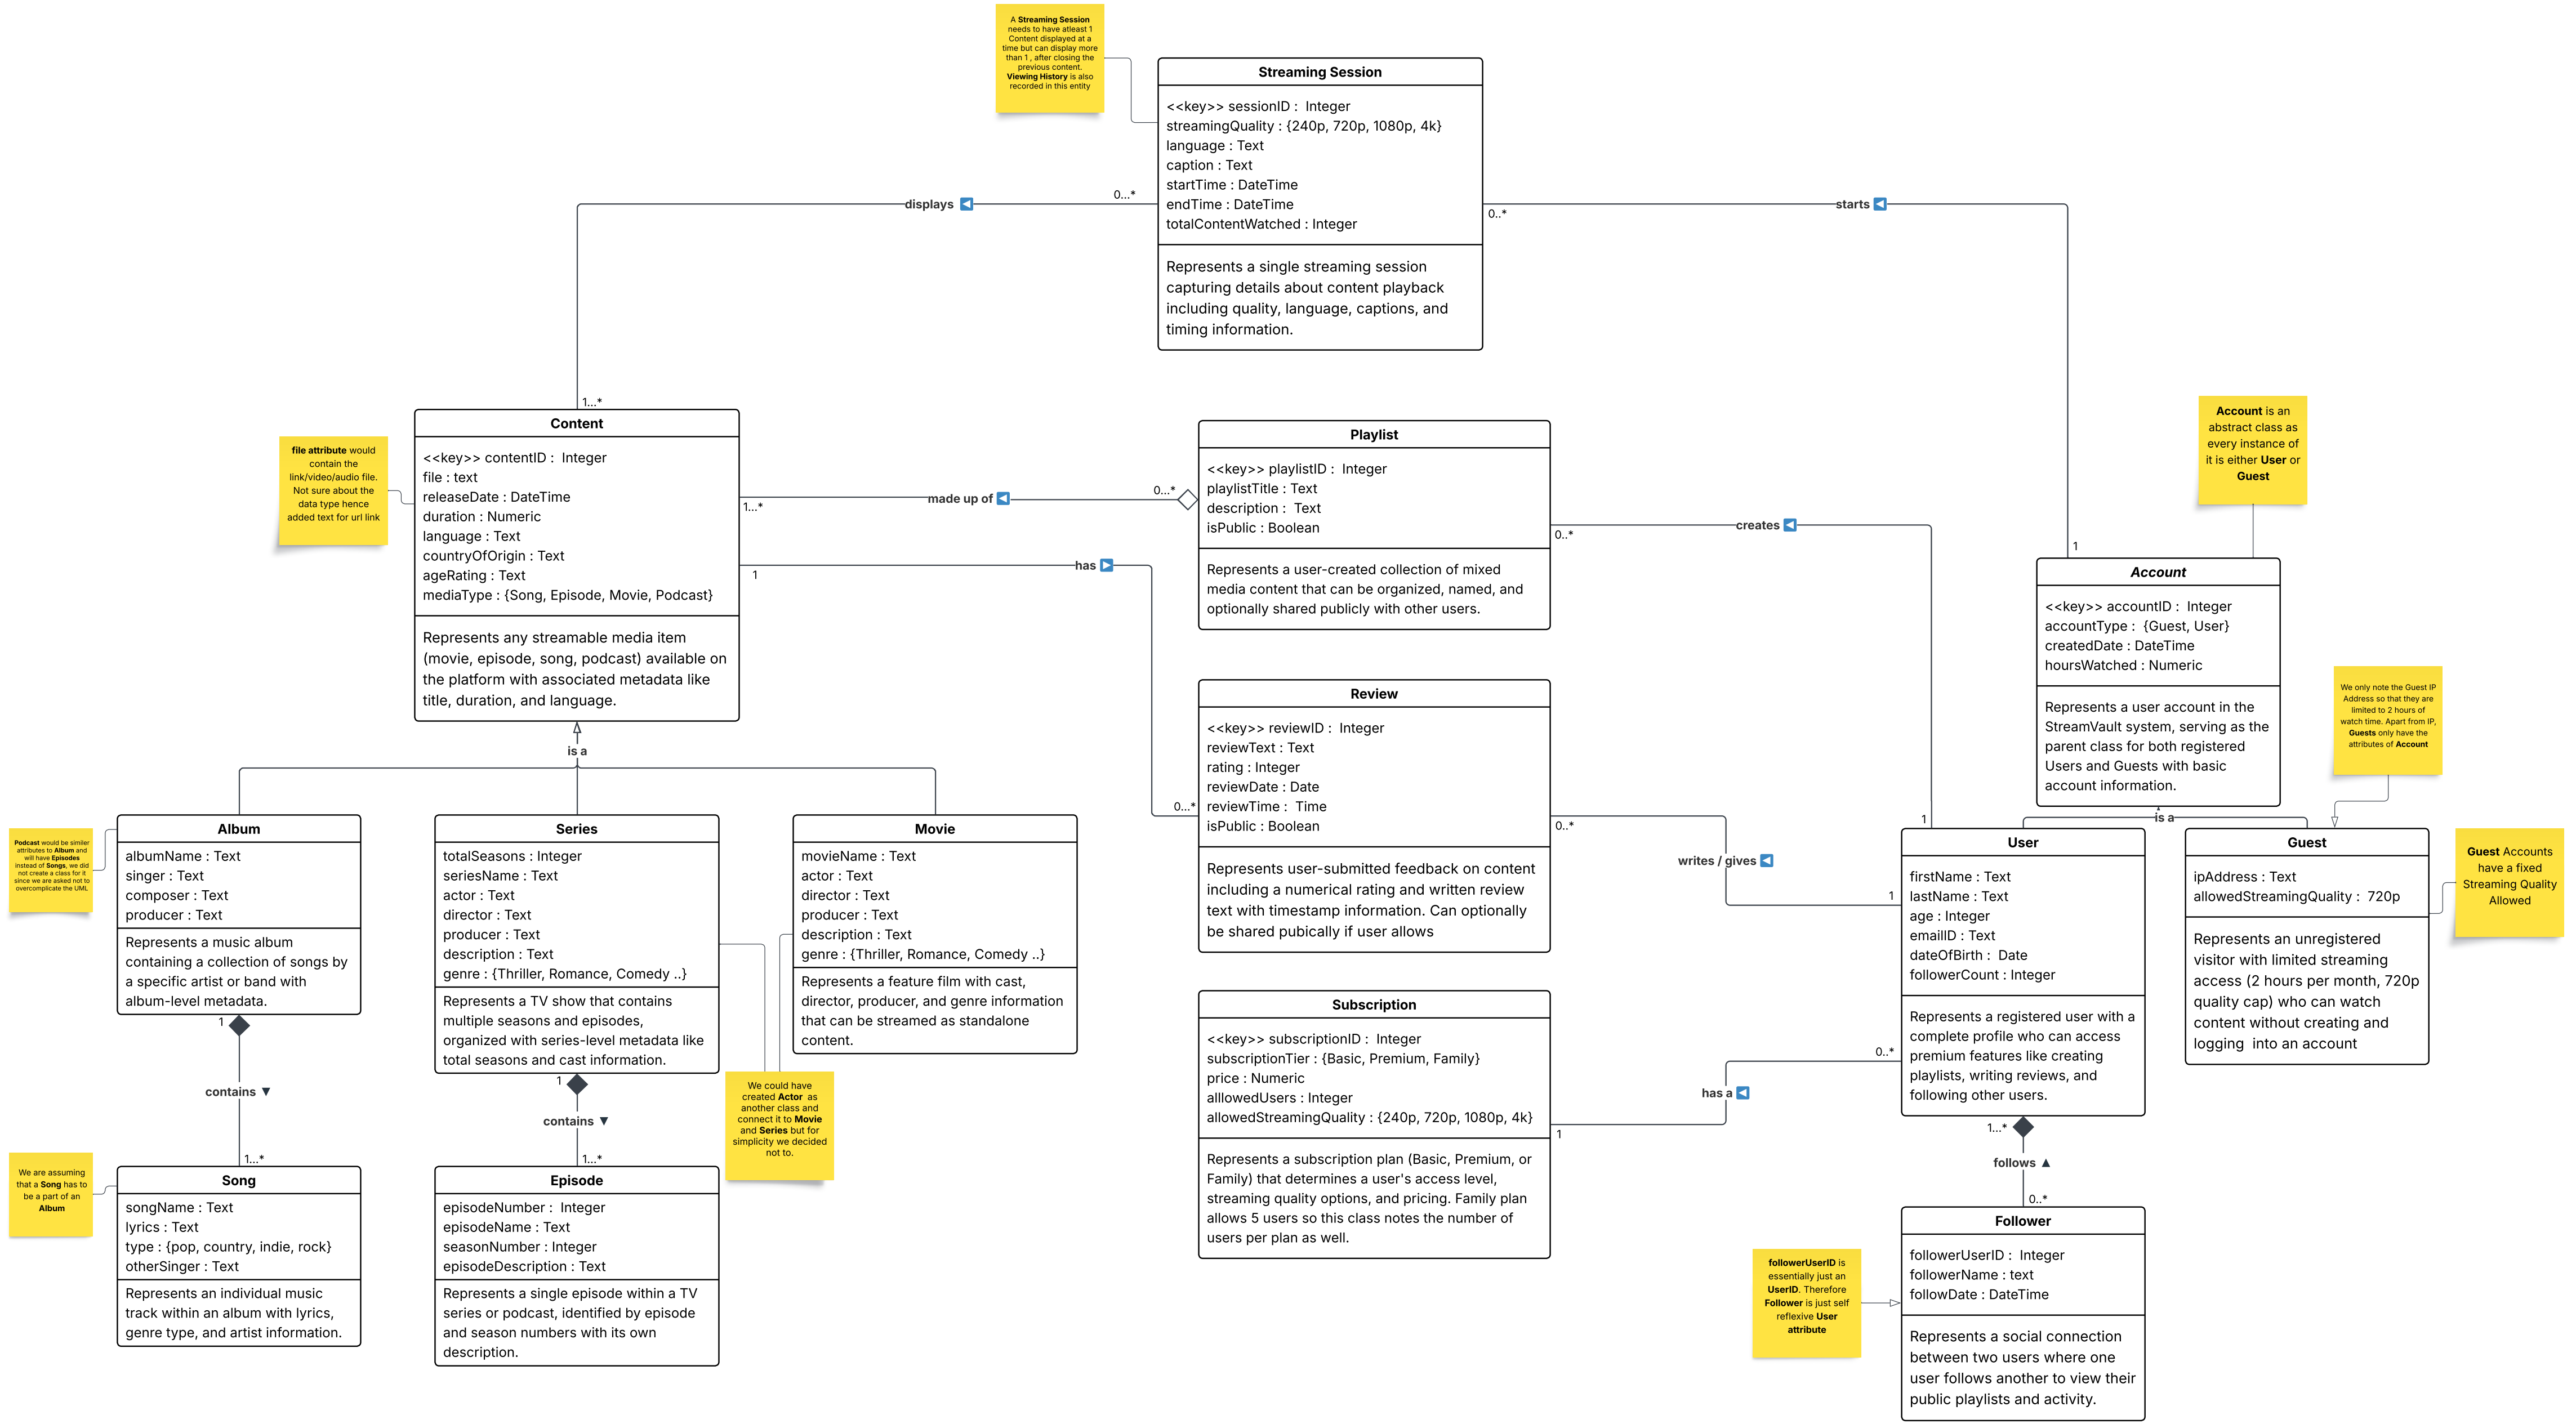 A Streaming Session
needs to have atleast 1
Content displayed at a
time but can display more
than 1 , after closing the
previous content.
Viewing History is also
recorded in this entity
Streaming Session
<<key>> sessionID :  Integer
streamingQuality : {240p, 720p, 1080p, 4k}
language : Text
caption : Text
startTime : DateTime
endTime : DateTime
totalContentWatched : Integer
Represents a single streaming session
capturing details about content playback
including quality, language, captions, and
timing information.
displays ◀
0...*
1...*
0..*
starts ◀
1
file attribute would
contain the
link/video/audio file.
Not sure about the
data type hence
added text for url link
Content
<<key>> contentID :  Integer
file : text
releaseDate : DateTime
duration : Numeric
language : Text
countryOfOrigin : Text
ageRating : Text
mediaType : {Song, Episode, Movie, Podcast}
Represents any streamable media item
(movie, episode, song, podcast) available on
the platform with associated metadata like
title, duration, and language.
1...*
made up of ◀
0...*
1
has ▶
0...*
Playlist
<<key>> playlistID :  Integer
playlistTitle : Text
description :  Text
isPublic : Boolean
Represents a user-created collection of mixed
media content that can be organized, named, and
optionally shared publicly with other users.
0..*
creates ◀
1
Account is an
abstract class as
every instance of
it is either User or
Guest
Account
<<key>> accountID :  Integer
accountType :  {Guest, User}
createdDate : DateTime
hoursWatched : Numeric
Represents a user account in the
StreamVault system, serving as the
parent class for both registered
Users and Guests with basic
account information.
We only note the Guest IP
Address so that they are
limited to 2 hours of
watch time. Apart from IP,
Guests only have the
attributes of Account
Review
<<key>> reviewID :  Integer
reviewText : Text
rating : Integer
reviewDate : Date
reviewTime :  Time
isPublic : Boolean
Represents user-submitted feedback on content
including a numerical rating and written review
text with timestamp information. Can optionally
be shared pubically if user allows
0..*
writes / gives ◀
1
is a
is a
Podcast would be similer
attributes to Album and
will have Episodes
instead of Songs, we did
not create a class for it
since we are asked not to
overcomplicate the UML
Album
albumName : Text
singer : Text
composer : Text
producer : Text
Represents a music album
containing a collection of songs by
a specific artist or band with
album-level metadata.
1
contains ▼
1...*
Series
totalSeasons : Integer
seriesName : Text
actor : Text
director : Text
producer : Text
description : Text
genre : {Thriller, Romance, Comedy ..}
Represents a TV show that contains
multiple seasons and episodes,
organized with series-level metadata like
total seasons and cast information.
1
contains ▼
1...*
Movie
movieName : Text
actor : Text
director : Text
producer : Text
description : Text
genre : {Thriller, Romance, Comedy ..}
Represents a feature film with cast,
director, producer, and genre information
that can be streamed as standalone
content.
We could have
created Actor  as
another class and
connect it to Movie
and Series but for
simplicity we decided
not to.
User
firstName : Text
lastName : Text
age : Integer
emailID : Text
dateOfBirth :  Date
followerCount : Integer
Represents a registered user with a
complete profile who can access
premium features like creating
playlists, writing reviews, and
following other users.
Guest
ipAddress : Text
allowedStreamingQuality :  720p
Represents an unregistered
visitor with limited streaming
access (2 hours per month, 720p
quality cap) who can watch
content without creating and
logging  into an account
Guest Accounts
have a fixed
Streaming Quality
Allowed
Subscription
<<key>> subscriptionID :  Integer
subscriptionTier : {Basic, Premium, Family}
price : Numeric
alllowedUsers : Integer
allowedStreamingQuality : {240p, 720p, 1080p, 4k}
Represents a subscription plan (Basic, Premium, or
Family) that determines a user's access level,
streaming quality options, and pricing. Family plan
allows 5 users so this class notes the number of
users per plan as well.
0..*
has a ◀
1
1...*
follows ▲
0..*
We are assuming
that a Song has to
be a part of an
Album
Song
songName : Text
lyrics : Text
type : {pop, country, indie, rock}
otherSinger : Text
Represents an individual music
track within an album with lyrics,
genre type, and artist information.
Episode
episodeNumber :  Integer
episodeName : Text
seasonNumber : Integer
episodeDescription : Text
Represents a single episode within a TV
series or podcast, identified by episode
and season numbers with its own
description.
followerUserID is
essentially just an
UserID. Therefore
Follower is just self
reflexive User
attribute
Follower
followerUserID :  Integer
followerName : text
followDate : DateTime
Represents a social connection
between two users where one
user follows another to view their
public playlists and activity.